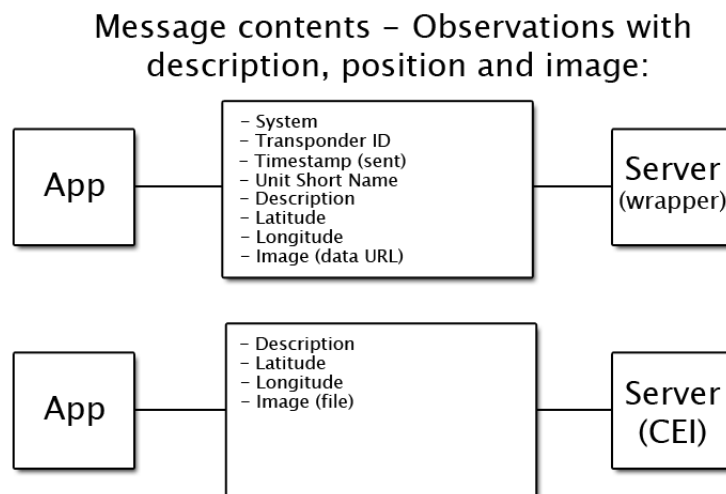 Message contents – Observations with
description, position and image:
App
– System
– Transponder ID
– Timestamp (sent)
– Unit Short Name
– Description
– Latitude
– Longitude
– Image (data URL)
Server
(wrapper)
App
– Description
– Latitude
– Longitude
– Image (file)
Server
(CEI)